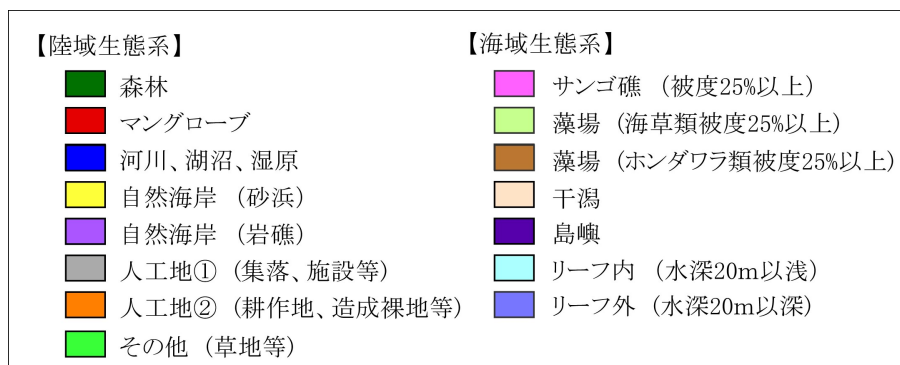 【陸域生態系】
森林
マングローブ
河川、湖沼、湿原
自然海岸 （砂浜）
自然海岸 （岩礁）
人工地① （集落、施設等）
人工地② （耕作地、造成裸地等）
その他 （草地等）
【海域生態系】
サンゴ礁 （被度25%以上）
藻場 （海草類被度25%以上）
藻場 （ホンダワラ類被度25%以上）
干潟
島嶼
リーフ内 （水深20m以浅）
リーフ外 （水深20m以深）